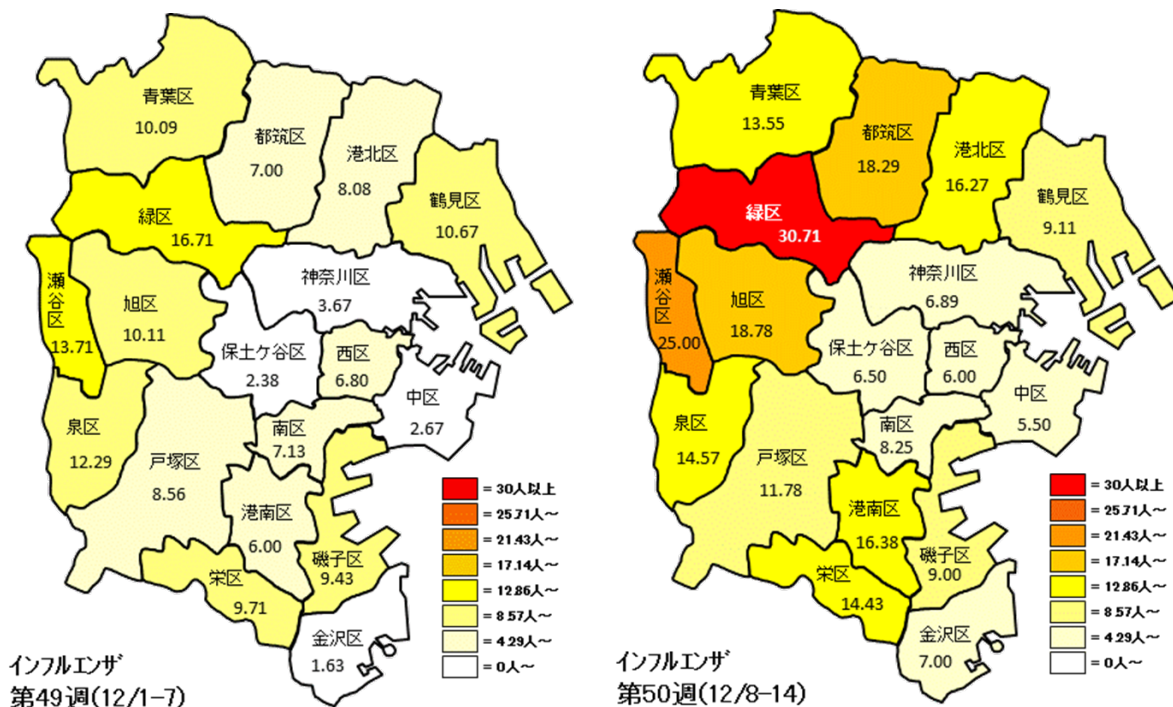 青葉区
10.09
都筑区
7.00
港北区
8.08
鶴見区
10.67
緑区
16.71
瀬谷区
13.71
旭区
10.11
神奈川区
3.67
保土ケ谷区
2.38
西区
6.80
中区
2.67
泉区
12.29
戸塚区
8.56
南区
7.13
港南区
6.00
磯子区
9.43
栄区
9.71
金沢区
1.63
= 30人以上
= 25.71人～
= 21.43人～
= 17.14人～
= 12.86人～
= 8.57人～
= 4.29人～
= 0人～
インフルエンザ
第49週(12/1-7)
青葉区
13.55
都筑区
18.29
港北区
16.27
鶴見区
9.11
緑区
30.71
瀬谷区
25.00
旭区
18.78
神奈川区
6.89
保土ケ谷区
6.50
西区
6.00
中区
5.50
泉区
14.57
戸塚区
11.78
南区
8.25
港南区
16.38
磯子区
9.00
栄区
14.43
金沢区
7.00
= 30人以上
= 25.71人～
= 21.43人～
= 17.14人～
= 12.86人～
= 8.57人～
= 4.29人～
= 0人～
インフルエンザ
第50週(12/8-14)